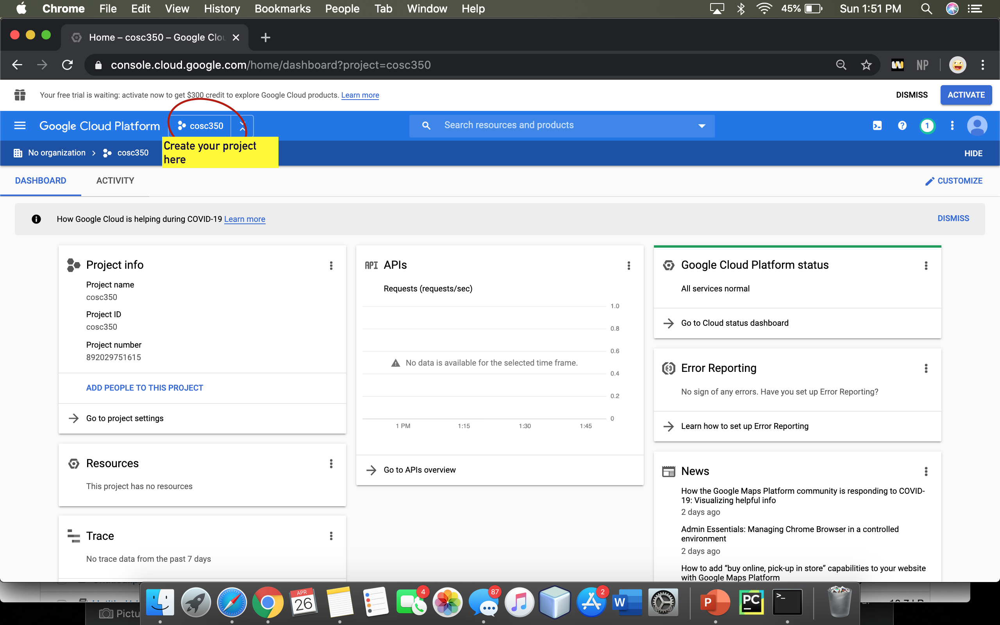 Chrome File Edit View History Bookmarks People Tab Window Help 45% Sun 1:51 PM
Home – cosc350 – Google Clou
console.cloud.google.com/home/dashboard?project=cosc350 NP
Your free trial is waiting: activate now to get $300 credit to explore Google Cloud products. Learn more DISMISS ACTIVATE
Google Cloud Platform cosc350 Search resources and products 1
Create your project
here
No organization > cosc350 HIDE
DASHBOARD ACTIVITY CUSTOMIZE
How Google Cloud is helping during COVID-19 Learn more DISMISS
Project info
Project name
cosc350
Project ID
cosc350
Project number
892029751615
ADD PEOPLE TO THIS PROJECT
Go to project settings
Resources
This project has no resources
Trace
No trace data from the past 7 days
API APIs
Requests (requests/sec)
1.0
0.8
0.6
No data is available for the selected time frame.
0.4
0.2
0
1 PM 1:15 1:30 1:45
Go to APIs overview
Google Cloud Platform status
All services normal
Go to Cloud status dashboard
Error Reporting
No sign of any errors. Have you set up Error Reporting?
Learn how to set up Error Reporting
News
How the Google Maps Platform community is responding to COVID-
19: Visualizing helpful info
2 days ago
Admin Essentials: Managing Chrome Browser in a controlled
environment
2 days ago
How to add “buy online, pick-up in store” capabilities to your website
with Google Maps Platform
APR
26
4
87
2
W
P
PC
>_
Pictu